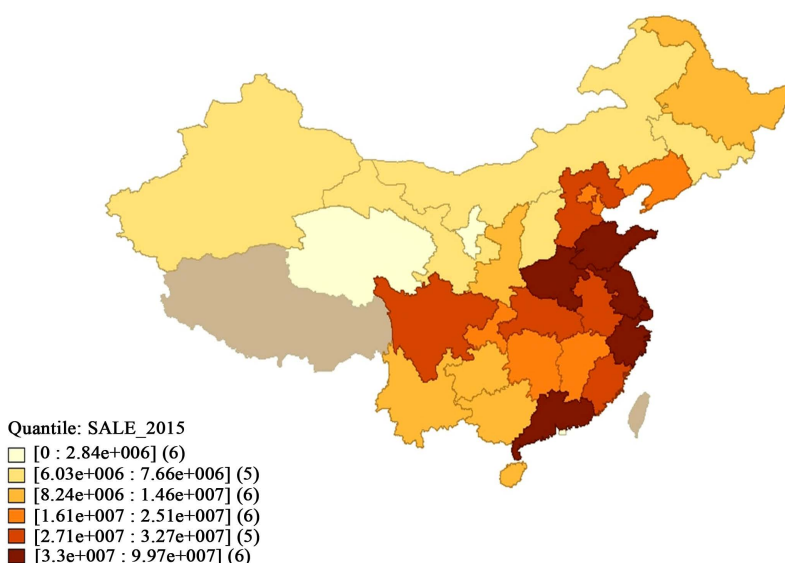 Quantile: SALE_2015
[0 : 2.84e+006] (6)
[6.03e+006 : 7.66e+006] (5)
[8.24e+006 : 1.46e+007] (6)
[1.61e+007 : 2.51e+007] (6)
[2.71e+007 : 3.27e+007] (5)
[3.3e+007 : 9.97e+007] (6)